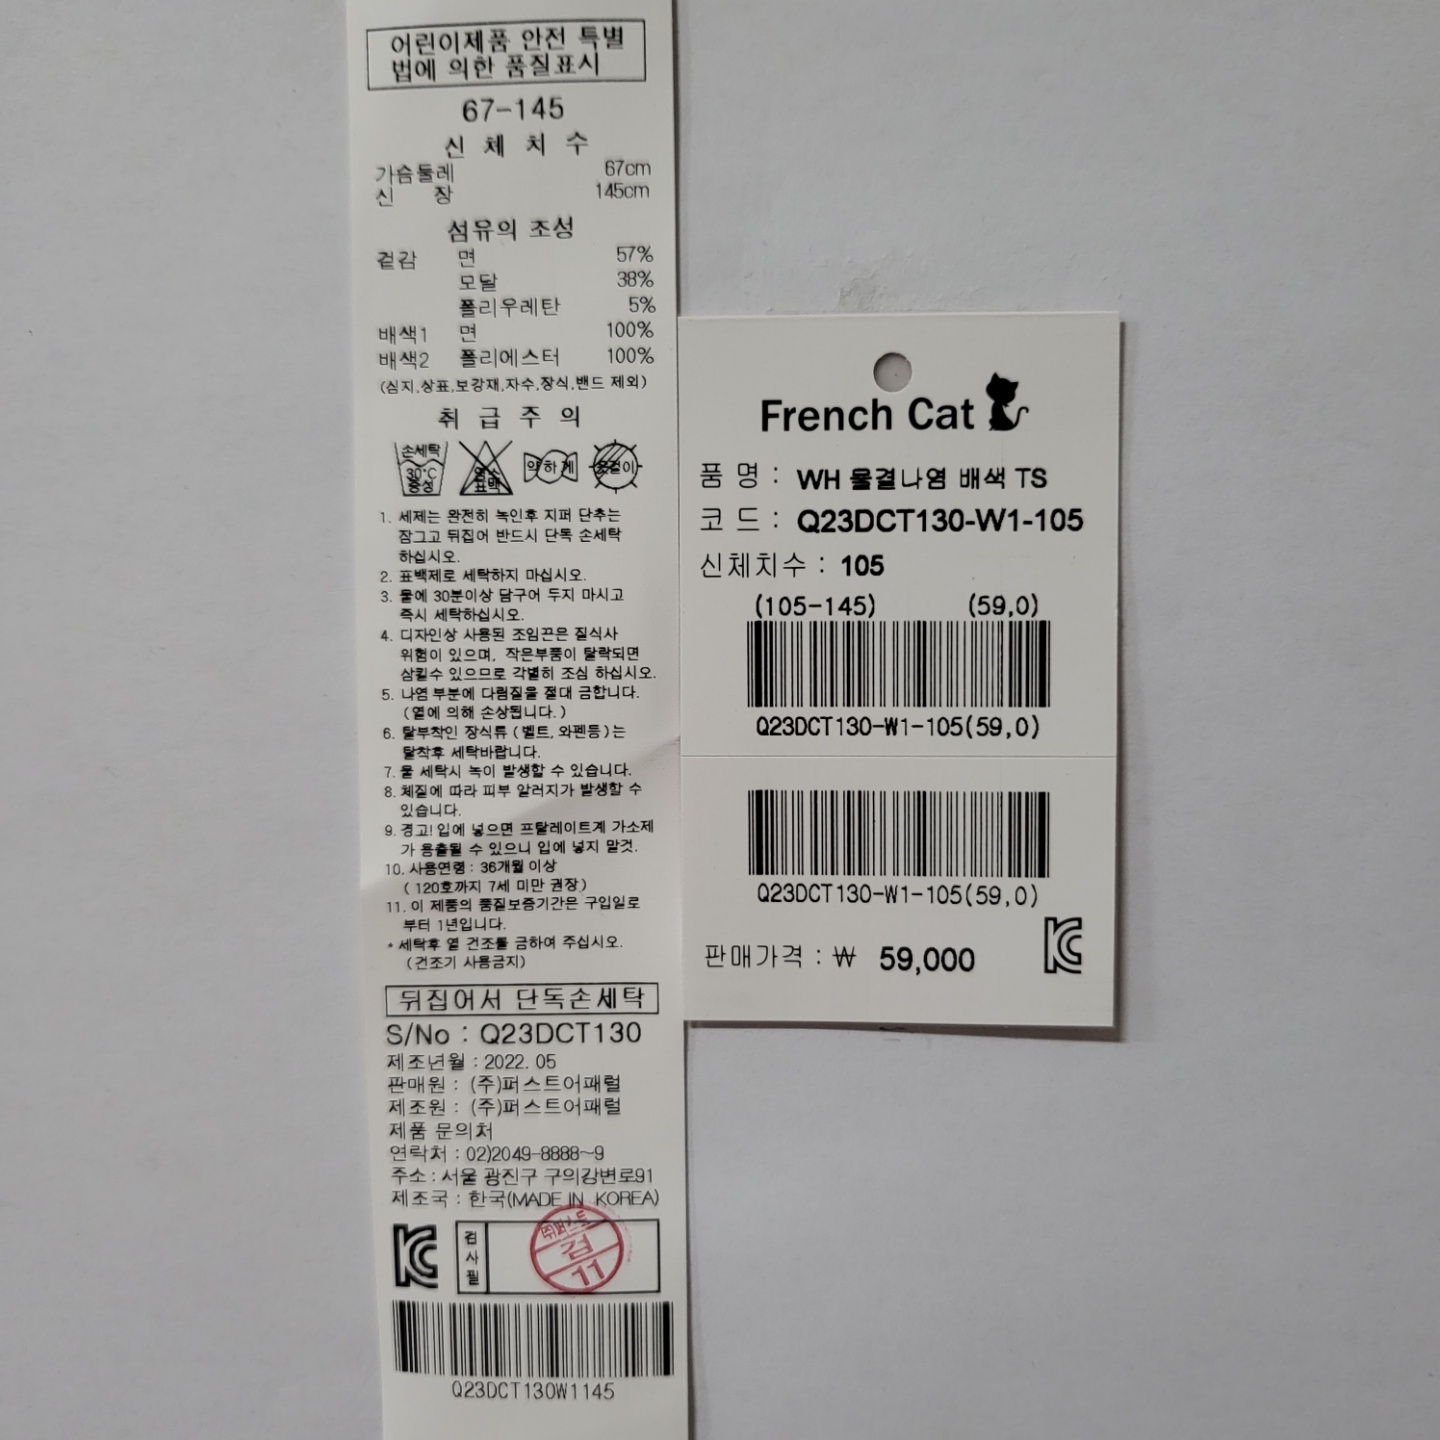 어린이제품 안전 특별
법에 의한 품질표시
67-145
신 체 치 수
가슴둘레 67cm
신 장 145cm
섬유의 조성
겉감 면 57%
모달 38%
폴리우레탄 5%
배색1 면 100%
배색2 폴리에스터 100%
(심지,상표,보강재,자수,장식,밴드 제외)
취 급 주 의
손세탁 30℃ 중성
염소 표백
약하게
옷걸이
1. 세제는 완전히 녹인후 지퍼 단추는
잠그고 뒤집어 반드시 단독 손세탁
하십시오.
2. 표백제로 세탁하지 마십시오.
3. 물에 30분이상 담구어 두지 마시고
즉시 세탁하십시오.
4. 디자인상 사용된 조임끈은 질식사
위험이 있으며, 작은부품이 탈락되면
삼킬수 있으므로 각별히 조심 하십시오.
5. 나염 부분에 다림질을 절대 금합니다.
(열에 의해 손상됩니다.)
6. 탈부착인 장식류 (벨트, 와펜등)는
탈착후 세탁바랍니다.
7. 물 세탁시 녹이 발생할 수 있습니다.
8. 체질에 따라 피부 알러지가 발생할 수
있습니다.
9. 경고! 입에 넣으면 프탈레이트계 가소제
가 용출될 수 있으니 입에 넣지 말것.
10. 사용연령 : 36개월 이상
( 120호까지 7세 미만 권장)
11. 이 제품의 품질보증기간은 구입일로
부터 1년입니다.
* 세탁후 열 건조를 금하여 주십시오.
(건조기 사용금지)
뒤집어서 단독손세탁
S/No : Q23DCT130
제조년월 : 2022. 05
판매원 : (주)퍼스트어패럴
제조원 : (주)퍼스트어패럴
제품 문의처
연락처 : 02)2049-8888~9
주소 : 서울 광진구 구의강변로91
제조국 : 한국(MADE IN KOREA)
KC
검사필
㈜퍼스트
검
11
Q23DCT130W1145
French Cat
품 명 : WH 물결나염 배색 TS
코 드 : Q23DCT130-W1-105
신체치수 : 105
(105-145) (59,0)
Q23DCT130-W1-105(59,0)
Q23DCT130-W1-105(59,0)
판매가격 : ₩ 59,000
KC